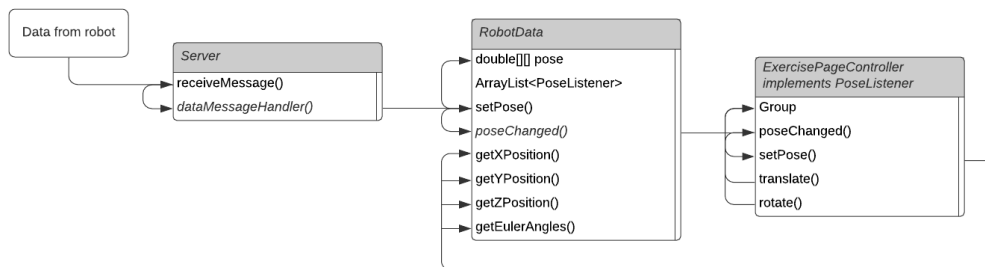 Data from robot
Server
receiveMessage()
dataMessageHandler()
RobotData
double[][] pose
ArrayList<PoseListener>
setPose()
poseChanged()
getXPosition()
getYPosition()
getZPosition()
getEulerAngles()
ExercisePageController
implements PoseListener
Group
poseChanged()
setPose()
translate()
rotate()